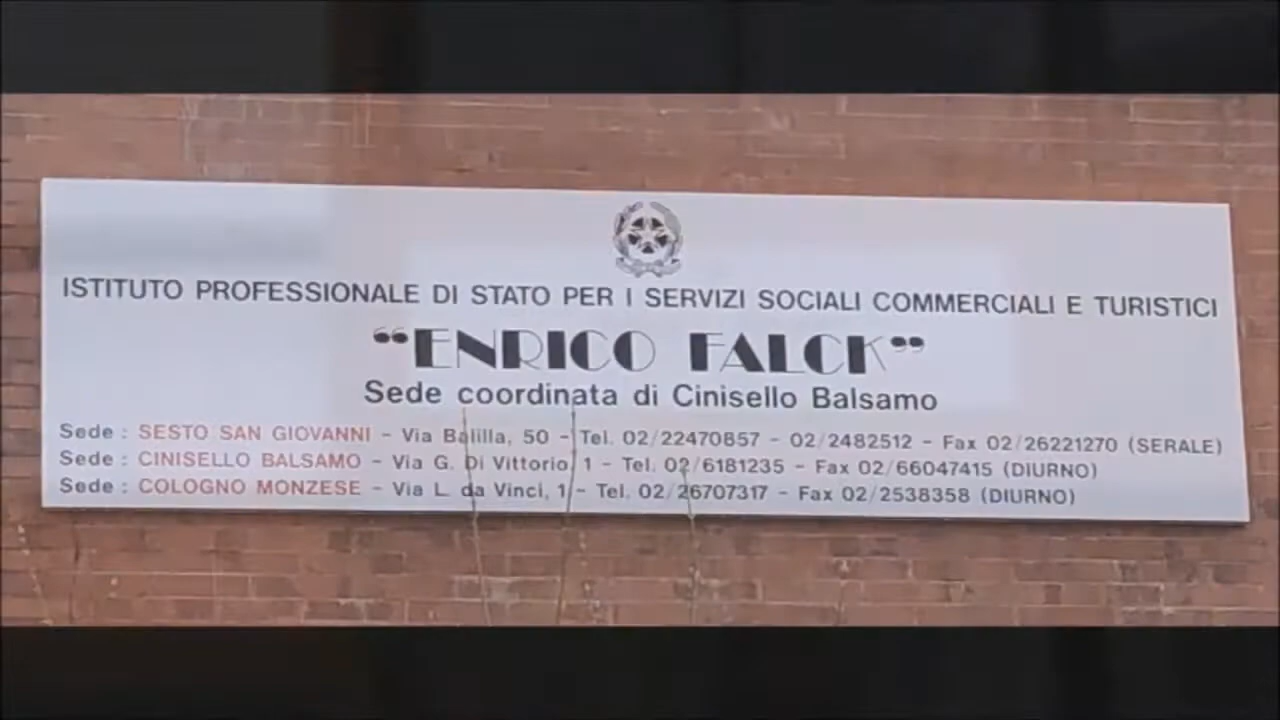 ISTITUTO PROFESSIONALE DI STATO PER I SERVIZI SOCIALI COMMERCIALI E TURISTICI
“ENRICO FALCK”
Sede coordinata di Cinisello Balsamo
Sede : SESTO SAN GIOVANNI – Via Balilla, 50 – Tel. 02/22470857 – 02/2482512 – Fax 02/26221270 (SERALE)
Sede : CINISELLO BALSAMO – Via G. Di Vittorio, 1 – Tel. 02/6181235 – Fax 02/66047415 (DIURNO)
Sede : COLOGNO MONZESE – Via L. da Vinci, 1 – Tel. 02/26707317 – Fax 02/2538358 (DIURNO)